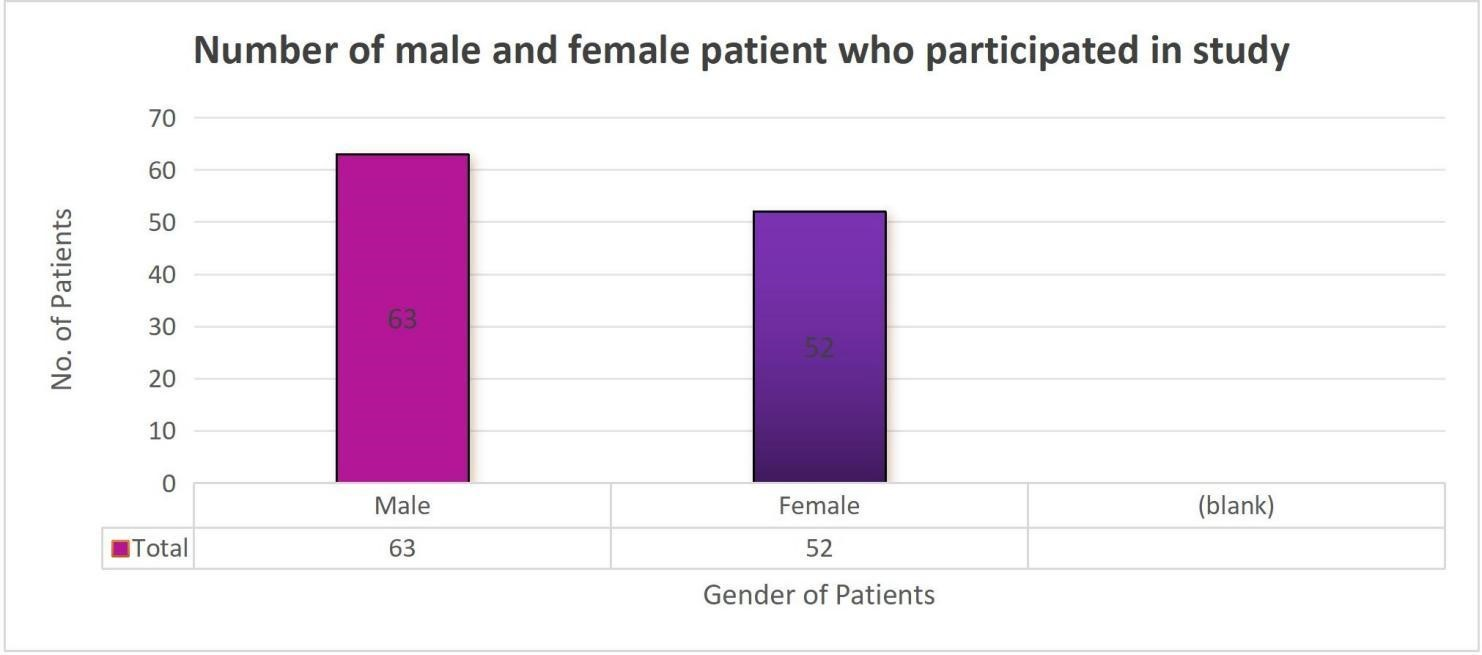 Number of male and female patient who participated in study
No. of Patients
70
60
50
40
30
20
10
0
63
52
Male Female (blank)
Total 63 52
Gender of Patients